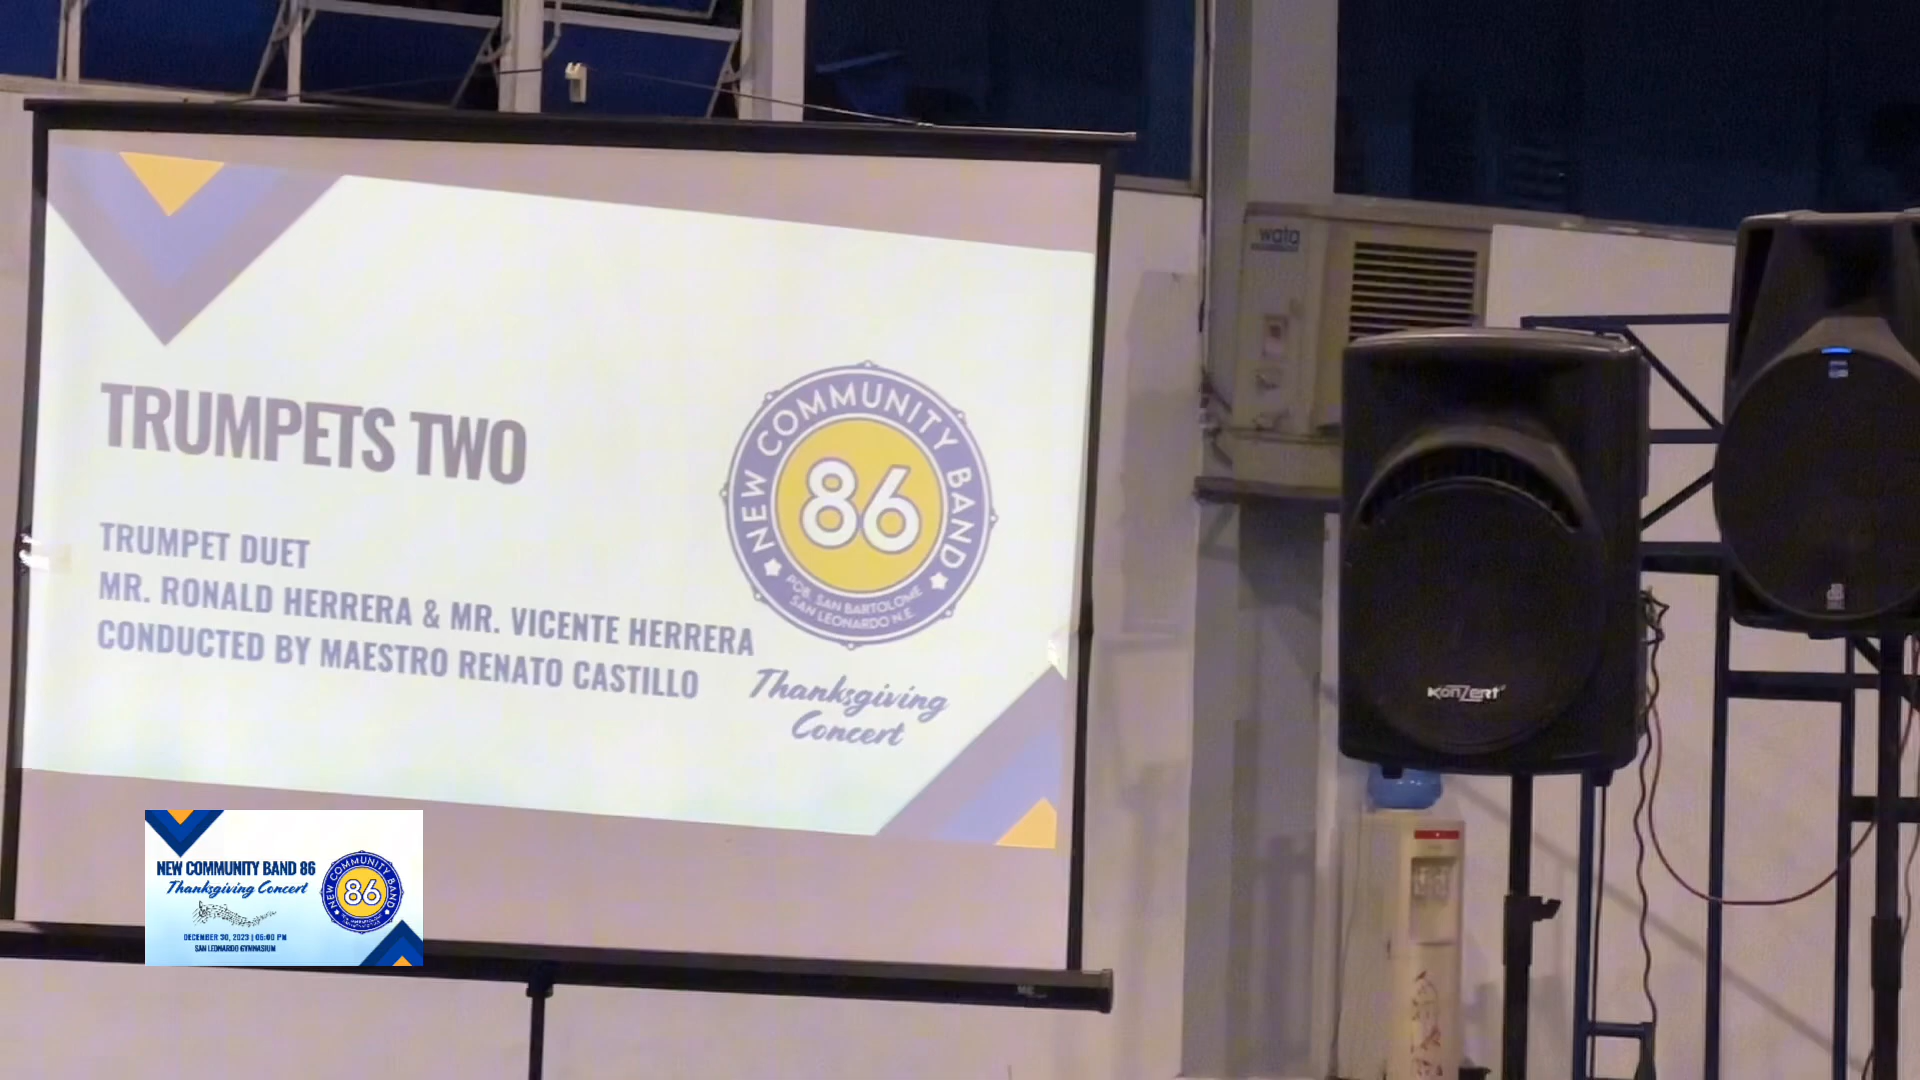 TRUMPETS TWO
TRUMPET DUET
MR. RONALD HERRERA & MR. VICENTE HERRERA
CONDUCTED BY MAESTRO RENATO CASTILLO
NEW COMMUNITY BAND
86
POB. SAN BARTOLOME
SAN LEONARDO N.E.
Thanksgiving
Concert
wata
KONZERT
dB
NEW COMMUNITY BAND 86
Thanksgiving Concert
DECEMBER 30, 2023 | 06:00 PM
SAN LEONARDO GYMNASIUM
NEW COMMUNITY BAND
86